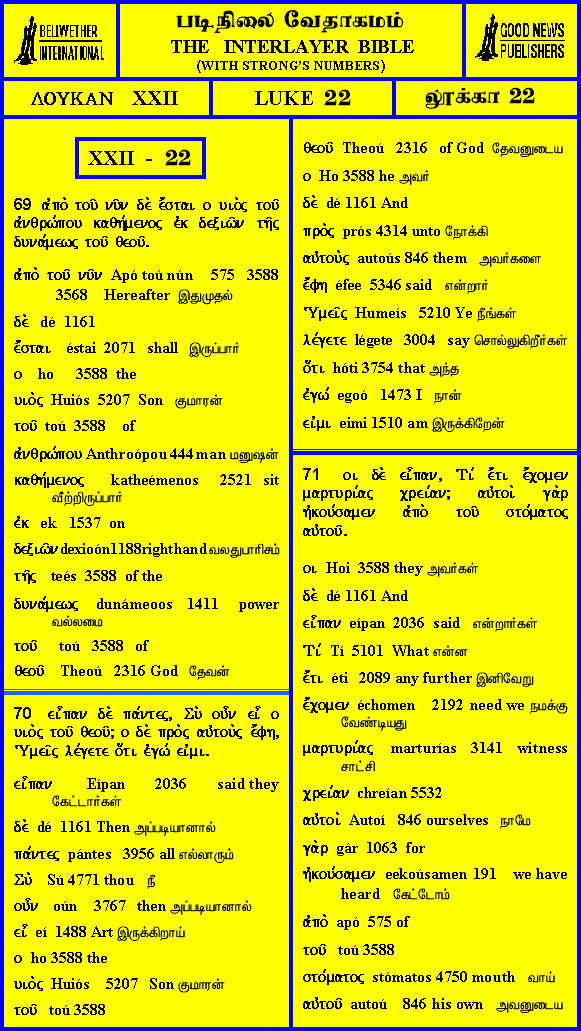 BELLWETHER
INTERNATIONAL
படிநிலை வேதாகமம்
THE INTERLAYER BIBLE
(WITH STRONG'S NUMBERS)
GOOD NEWS
PUBLISHERS
ΛΟΥΚΑΝ XXII
LUKE 22
லூக்கா 22
XXII - 22
69 ἀπὸ τοῦ νῦν δὲ ἔσται ο υιὸς τοῦ
ἀνθρώπου καθήμενος ἐκ δεξιῶν τῆς
δυνάμεως τοῦ θεοῦ.
ἀπὸ τοῦ νῦν Apó toú nún 575 3588
3568 Hereafter இதுமுதல்
δὲ dé 1161
ἔσται éstai 2071 shall இருப்பார்
ο ho 3588 the
υιὸς Huiós 5207 Son குமாரன்
τοῦ toú 3588 of
ἀνθρώπου Anthroópou 444 man மனுஷன்
καθήμενος katheémenos 2521 sit
வீற்றிருப்பார்
ἐκ ek 1537 on
δεξιῶν dexioón1188righthand வலதுபாரிசம்
τῆς teés 3588 of the
δυνάμεως dunámeoos 1411 power
வல்லமை
τοῦ toú 3588 of
θεοῦ Theoú 2316 God தேவன்
70 εἶπαν δὲ πάντες, Σὺ οὖν εἶ ο
υιὸς τοῦ θεοῦ; ο δὲ πρὸς αὐτοὺς ἔφη,
Ὑμεῖς λέγετε ὅτι ἐγώ εἰμι.
εἶπαν Eípan 2036 said they
கேட்டார்கள்
δὲ dé 1161 Then அப்படியானால்
πάντες pántes 3956 all எல்லாரும்
Σὺ Sú 4771 thou நீ
οὖν oún 3767 then அப்படியானால்
εἶ eí 1488 Art இருக்கிறாய்
ο ho 3588 the
υιὸς Huiós 5207 Son குமாரன்
τοῦ toú 3588
θεοῦ Theoú 2316 of God தேவனுடைய
ο Ho 3588 he அவர்
δὲ dé 1161 And
πρὸς prós 4314 unto நோக்கி
αὐτοὺς autoús 846 them அவர்களை
ἔφη éfee 5346 said என்றார்
Ὑμεῖς Humeís 5210 Ye நீங்கள்
λέγετε légete 3004 say சொல்லுகிறீர்கள்
ὅτι hóti 3754 that அந்த
ἐγώ egoó 1473 I நான்
εἰμι eimi 1510 am இருக்கிறேன்
71 οι δὲ εἶπαν, Τί ἔτι ἔχομεν
μαρτυρίας χρείαν; αὐτοὶ γὰρ
ἠκούσαμεν ἀπὸ τοῦ στόματος
αὐτοῦ.
οι Hoi 3588 they அவர்கள்
δὲ dé 1161 And
εἶπαν eípan 2036 said என்றார்கள்
Τί Tí 5101 What என்ன
ἔτι éti 2089 any further இனிவேறு
ἔχομεν échomen 2192 need we நமக்கு
வேண்டியது
μαρτυρίας marturías 3141 witness
சாட்சி
χρείαν chreían 5532
αὐτοὶ Autoí 846 ourselves நாமே
γὰρ gár 1063 for
ἠκούσαμεν eekoúsamen 191 we have
heard கேட்டோம்
ἀπὸ apó 575 of
τοῦ toú 3588
στόματος stómatos 4750 mouth வாய்
αὐτοῦ autoú 846 his own அவனுடைய